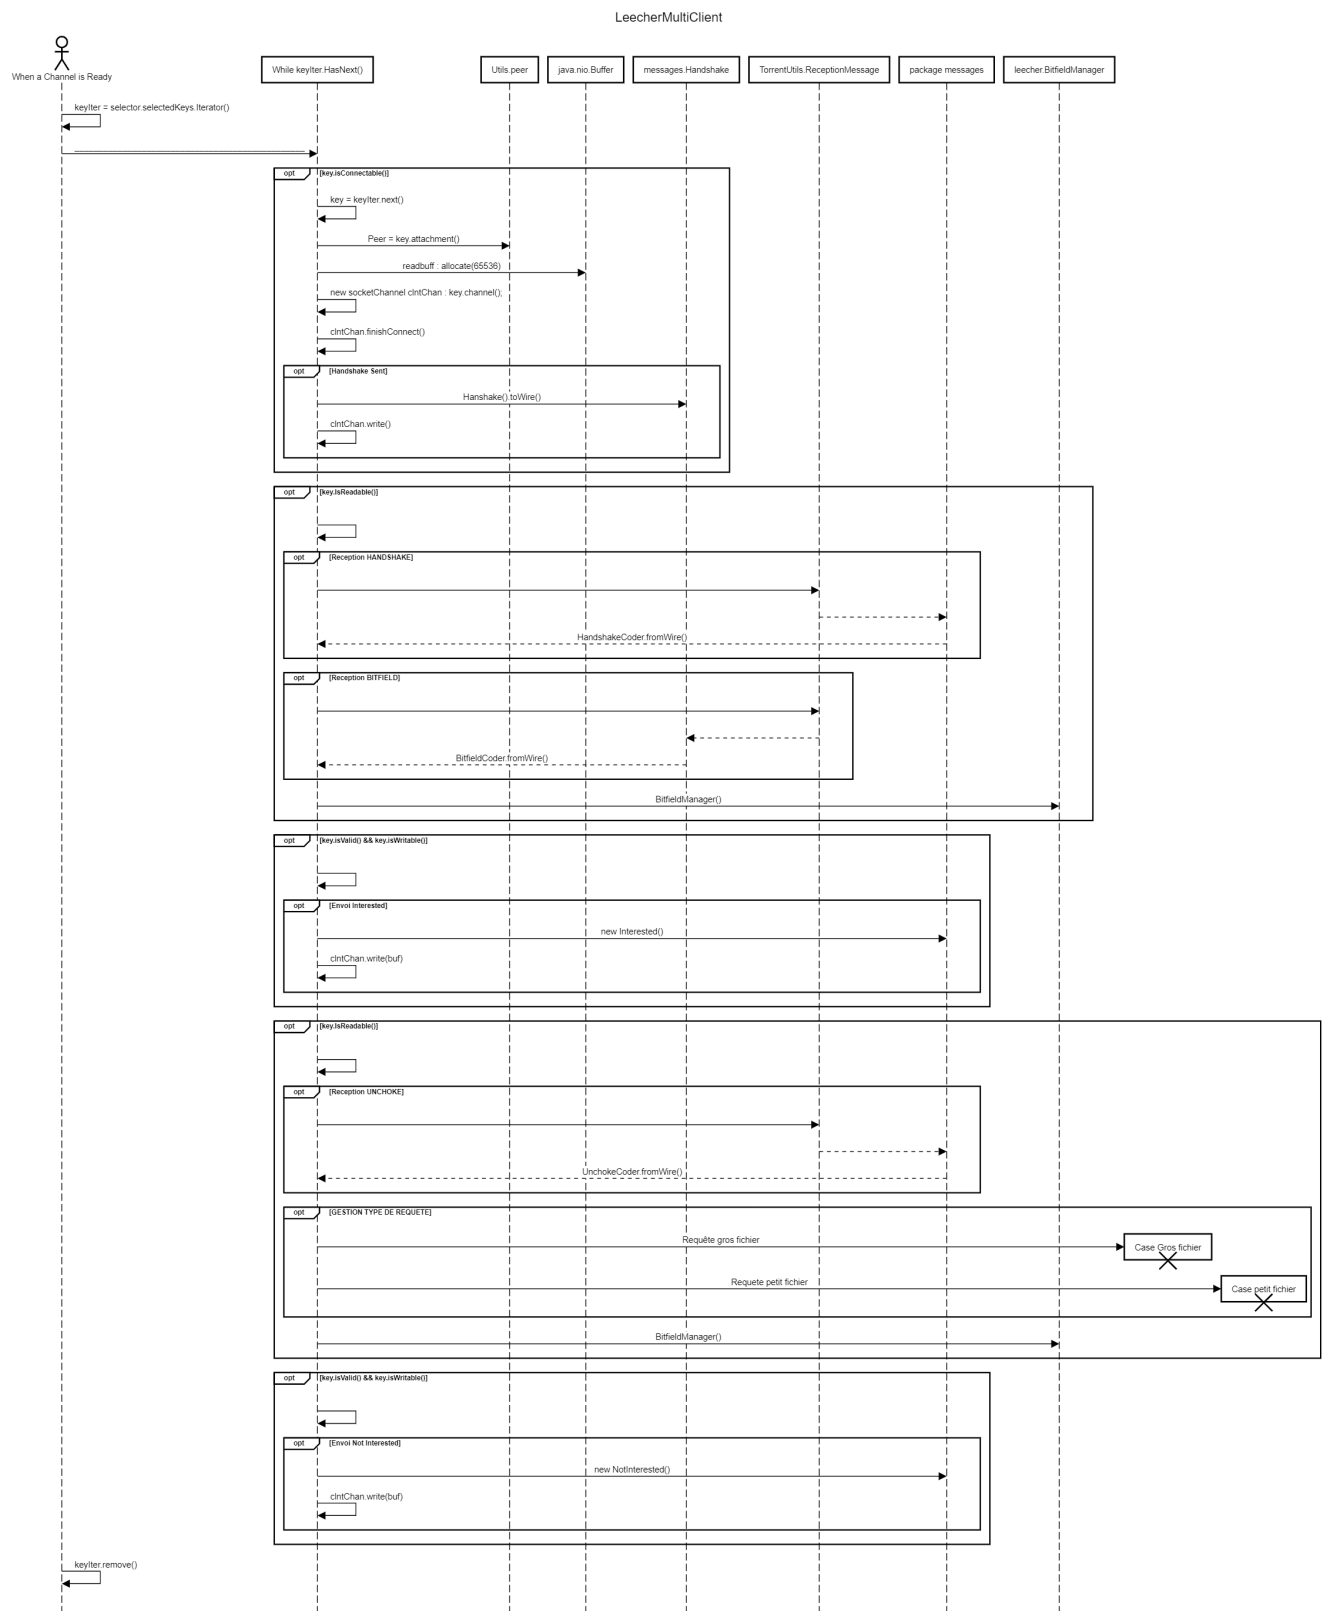 LeecherMultiClient
When a Channel is Ready
While keyIter.HasNext()
Utils.peer
java.nio.Buffer
messages.Handshake
TorrentUtils.ReceptionMessage
package messages
leecher.BitfieldManager
keyIter = selector.selectedKeys.Iterator()
opt [key.isConnectable()]
key = keyIter.next()
Peer = key.attachment()
readbuff : allocate(65536)
new socketChannel clntChan : key.channel();
clntChan.finishConnect()
opt [Handshake Sent]
Hanshake().toWire()
clntChan.write()
opt [key.IsReadable()]
opt [Reception HANDSHAKE]
HandshakeCoder.fromWire()
opt [Reception BITFIELD]
BitfieldCoder.fromWire()
BitfieldManager()
opt [key.isValid() && key.isWritable()]
opt [Envoi Interested]
new Interested()
clntChan.write(buf)
opt [key.IsReadable()]
opt [Reception UNCHOKE]
UnchokeCoder.fromWire()
opt [GESTION TYPE DE REQUETE]
Requête gros fichier
Case Gros fichier
Requete petit fichier
Case petit fichier
BitfieldManager()
opt [key.isValid() && key.isWritable()]
opt [Envoi Not Interested]
new NotInterested()
clntChan.write(buf)
keyIter.remove()